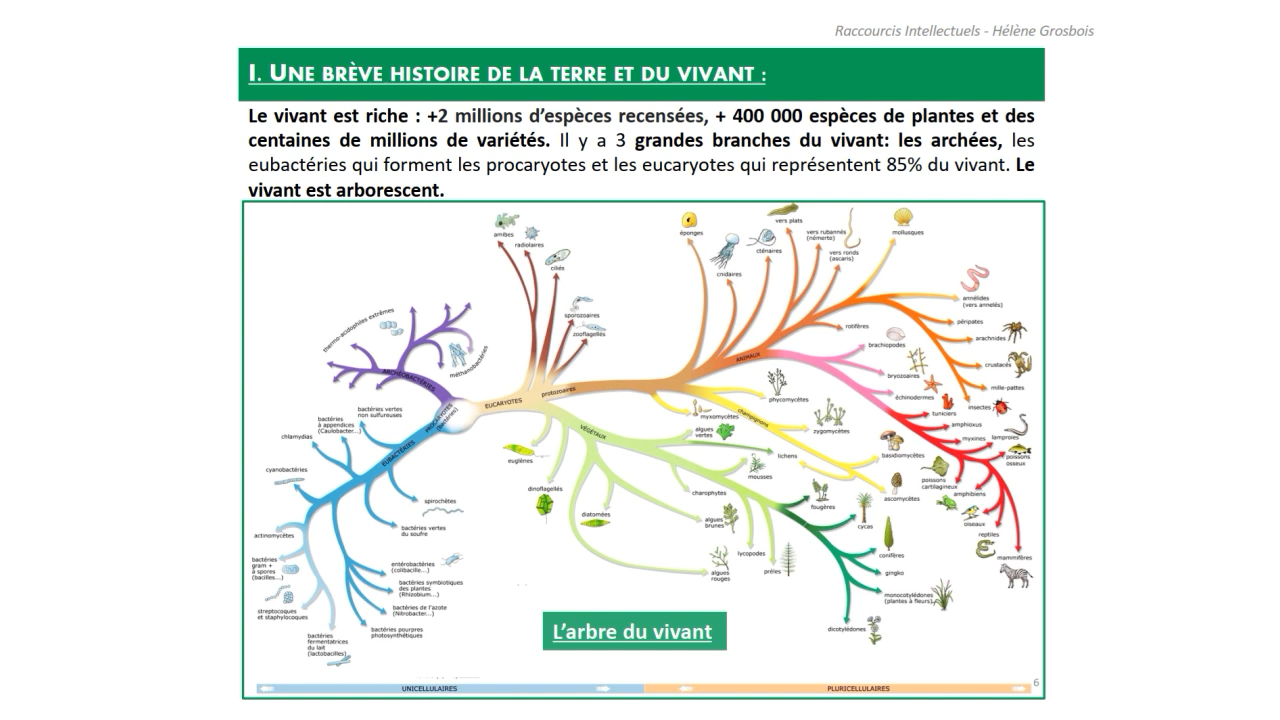 Raccourcis Intellectuels - Hélène Grosbois
I. UNE BRÈVE HISTOIRE DE LA TERRE ET DU VIVANT :
Le vivant est riche : +2 millions d'espèces recensées, + 400 000 espèces de plantes et des
centaines de millions de variétés. Il y a 3 grandes branches du vivant: les archées, les
eubactéries qui forment les procaryotes et les eucaryotes qui représentent 85% du vivant. Le
vivant est arborescent.
amibes
radiolaires
ciliés
sporozoaires
zooflagellés
éponges
cnidaires
cténaires
vers plats
vers rubannés
(némerte)
vers ronds
(ascaris)
mollusques
annélides
(vers annelés)
péripates
arachnides
crustacés
mille-pattes
insectes
rotifères
brachiopodes
bryozoaires
échinodermes
tuniciers
amphioxus
myxines
lamproies
poissons
osseux
poissons
cartilagineux
amphibiens
oiseaux
reptiles
mammifères
ANIMAUX
thermo-acidophiles extrêmes
méthanobactéries
ARCHÉOBACTÉRIES
PROCARYOTES
(bactéries)
EUCARYOTES
protozoaires
EUBACTÉRIES
bactéries vertes
non sulfureuses
bactéries
à appendices
(Caulobacter...)
chlamydias
cyanobactéries
actinomycètes
bactéries
gram +
à spores
(bacilles...)
streptocoques
et staphylocoques
bactéries
fermentatrices
du lait
(lactobacilles)
spirochètes
bactéries vertes
du soufre
entérobactéries
(colibacille...)
bactéries symbiotiques
des plantes
(Rhizobium...)
bactéries de l'azote
(Nitrobacter...)
bactéries pourpres
photosynthétiques
VÉGÉTAUX
euglènes
dinoflagellés
diatomées
algues
vertes
champignons
myxomycètes
phycomycètes
zygomycètes
basidiomycètes
ascomycètes
lichens
mousses
charophytes
algues
brunes
algues
rouges
lycopodes
prêles
fougères
cycas
conifères
gingko
monocotylédones
(plantes à fleurs)
dicotylédones
L'arbre du vivant
6
UNICELLULAIRES
PLURICELLULAIRES